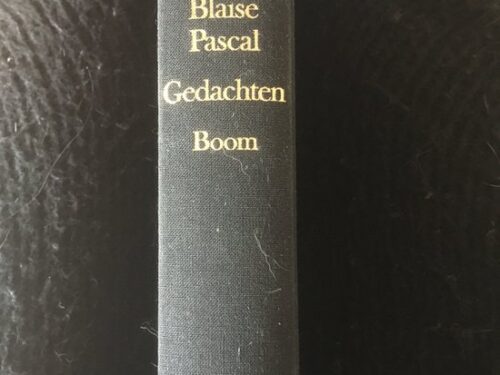 Blaise
Pascal
Gedachten
Boom